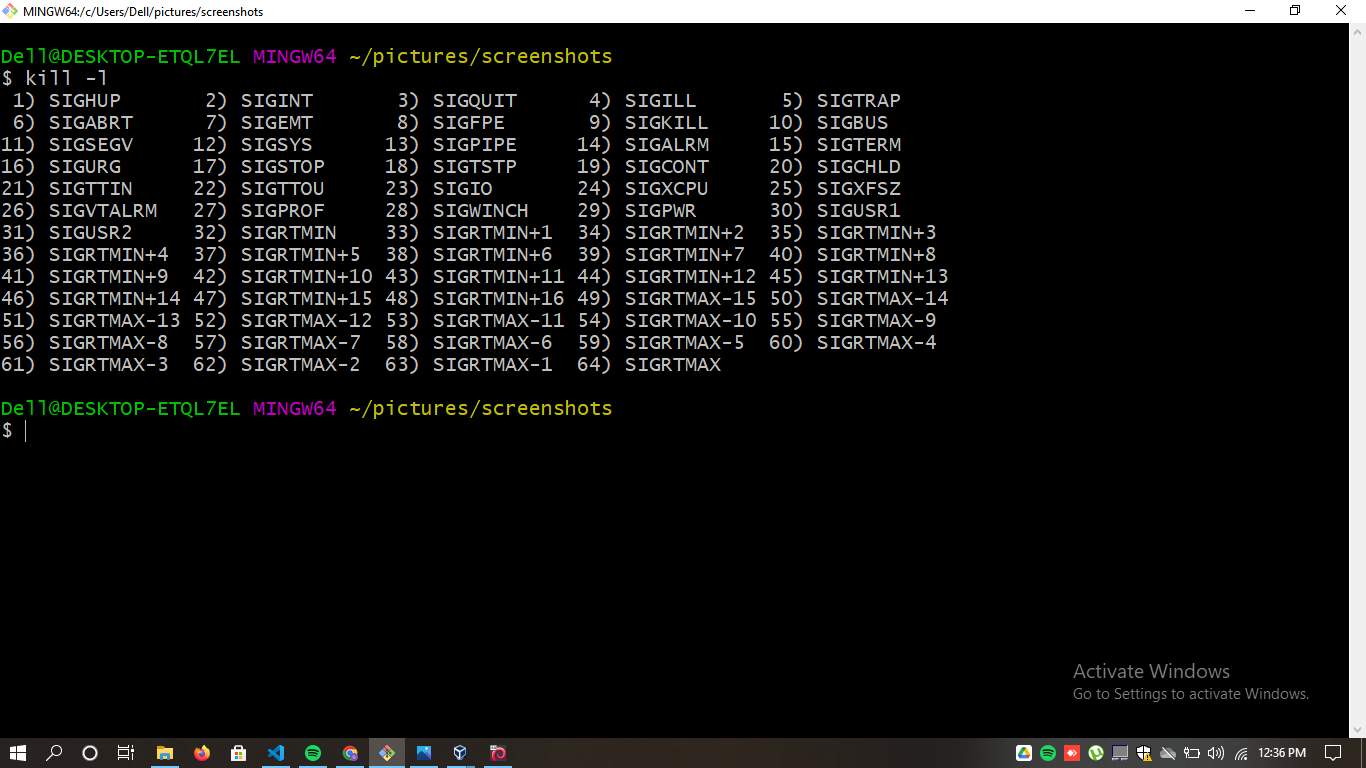 MINGW64:/c/Users/Dell/pictures/screenshots
Dell@DESKTOP-ETQL7EL MINGW64 ~/pictures/screenshots
$ kill -l
1) SIGHUP 2) SIGINT 3) SIGQUIT 4) SIGILL 5) SIGTRAP
6) SIGABRT 7) SIGEMT 8) SIGFPE 9) SIGKILL 10) SIGBUS
11) SIGSEGV 12) SIGSYS 13) SIGPIPE 14) SIGALRM 15) SIGTERM
16) SIGURG 17) SIGSTOP 18) SIGTSTP 19) SIGCONT 20) SIGCHLD
21) SIGTTIN 22) SIGTTOU 23) SIGIO 24) SIGXCPU 25) SIGXFSZ
26) SIGVTALRM 27) SIGPROF 28) SIGWINCH 29) SIGPWR 30) SIGUSR1
31) SIGUSR2 32) SIGRTMIN 33) SIGRTMIN+1 34) SIGRTMIN+2 35) SIGRTMIN+3
36) SIGRTMIN+4 37) SIGRTMIN+5 38) SIGRTMIN+6 39) SIGRTMIN+7 40) SIGRTMIN+8
41) SIGRTMIN+9 42) SIGRTMIN+10 43) SIGRTMIN+11 44) SIGRTMIN+12 45) SIGRTMIN+13
46) SIGRTMIN+14 47) SIGRTMIN+15 48) SIGRTMIN+16 49) SIGRTMAX-15 50) SIGRTMAX-14
51) SIGRTMAX-13 52) SIGRTMAX-12 53) SIGRTMAX-11 54) SIGRTMAX-10 55) SIGRTMAX-9
56) SIGRTMAX-8 57) SIGRTMAX-7 58) SIGRTMAX-6 59) SIGRTMAX-5 60) SIGRTMAX-4
61) SIGRTMAX-3 62) SIGRTMAX-2 63) SIGRTMAX-1 64) SIGRTMAX
Dell@DESKTOP-ETQL7EL MINGW64 ~/pictures/screenshots
$
Activate Windows
Go to Settings to activate Windows.
12:36 PM